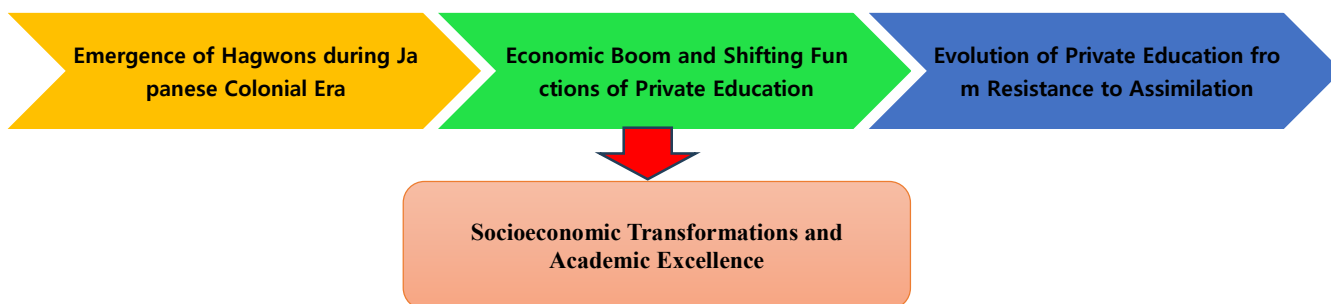 Emergence of Hagwons during Ja
panese Colonial Era
Economic Boom and Shifting Fun
ctions of Private Education
Evolution of Private Education fro
m Resistance to Assimilation
Socioeconomic Transformations and
Academic Excellence